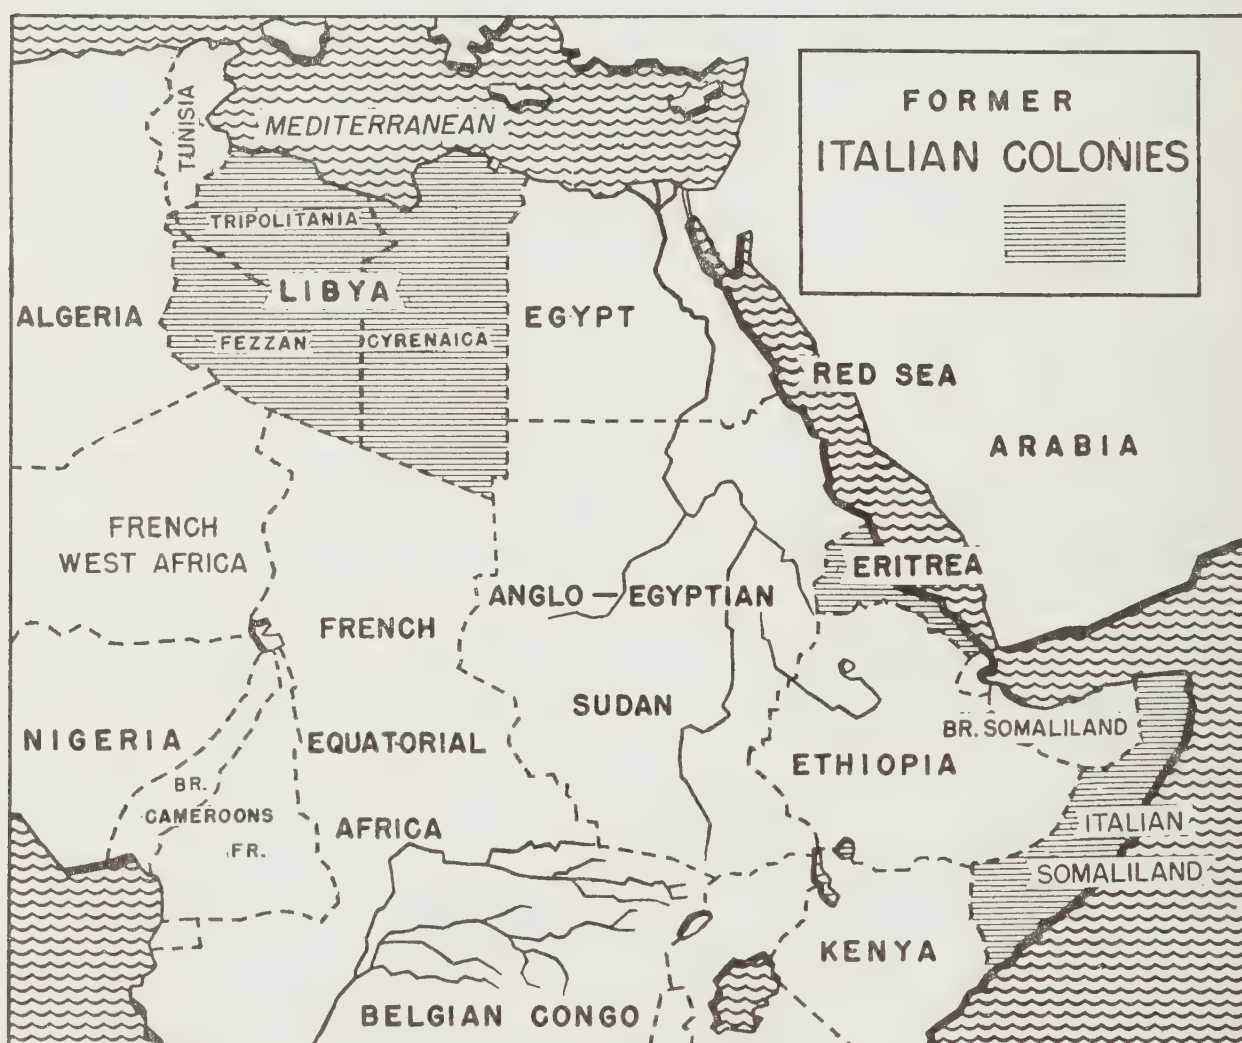 FORMER
ITALIAN COLONIES
TUNISIA
MEDITERRANEAN
TRIPOLITANIA
LIBYA
ALGERIA
FEZZAN
CYRENAICA
EGYPT
RED SEA
ARABIA
FRENCH
WEST AFRICA
ERITREA
ANGLO-EGYPTIAN
SUDAN
FRENCH
EQUATORIAL
AFRICA
NIGERIA
BR.
CAMEROONS
FR.
BR. SOMALILAND
ETHIOPIA
ITALIAN
SOMALILAND
KENYA
BELGIAN CONGO